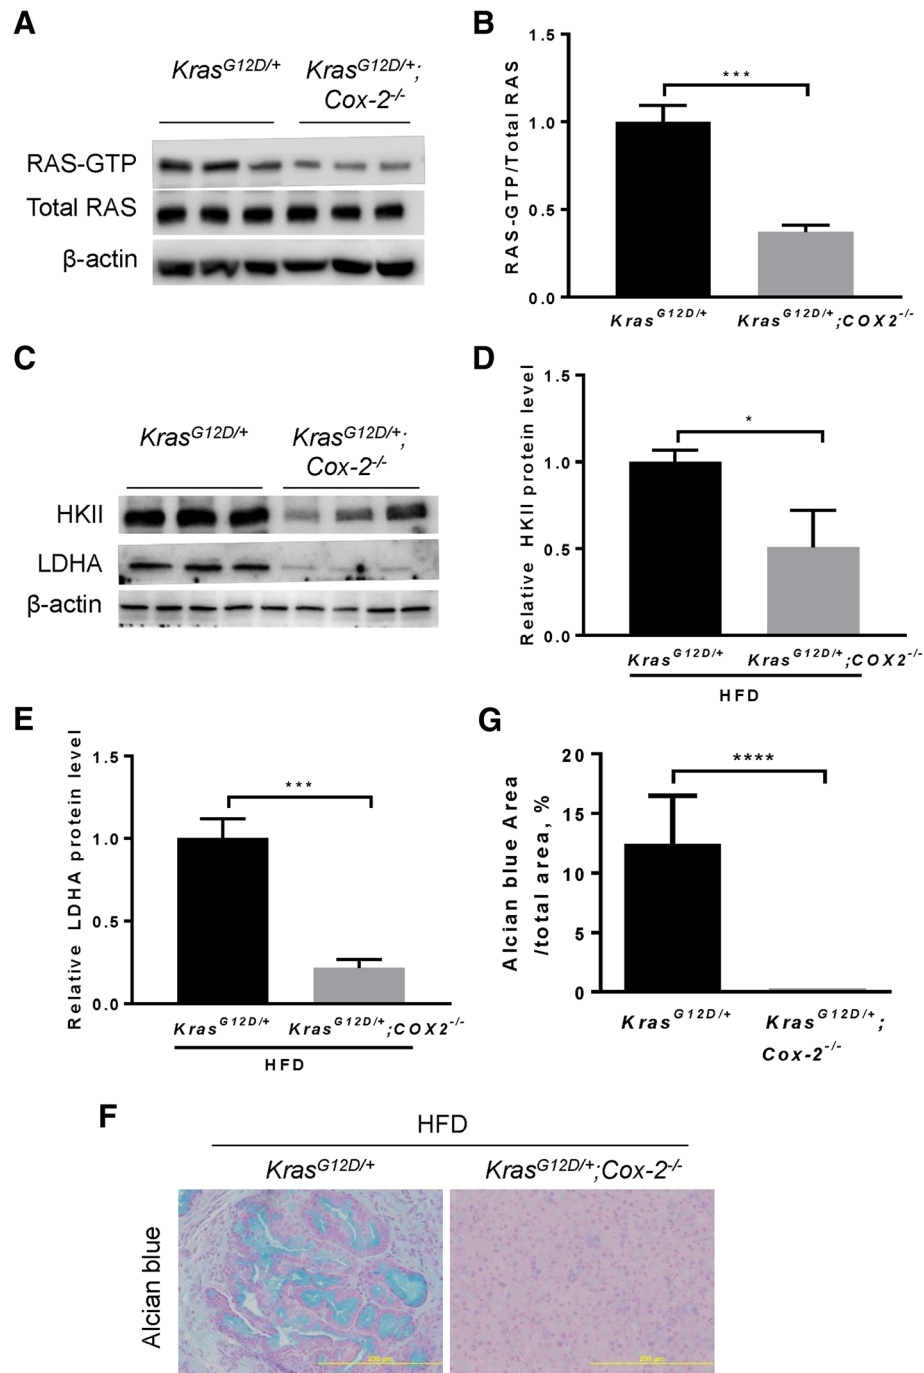 A
Kras^G12D/+
Kras^G12D/+;
Cox-2^-/-
RAS-GTP
Total RAS
β-actin
B
RAS-GTP/Total RAS
1.5
1.0
0.5
0.0
***
Kras^G12D/+
Kras^G12D/+;COX2^-/-
C
Kras^G12D/+
Kras^G12D/+;
Cox-2^-/-
HKII
LDHA
β-actin
D
Relative HKII protein level
1.5
1.0
0.5
0.0
*
Kras^G12D/+
Kras^G12D/+;COX2^-/-
HFD
E
Relative LDHA protein level
1.5
1.0
0.5
0.0
***
Kras^G12D/+
Kras^G12D/+;COX2^-/-
HFD
G
Alcian blue Area
/total area, %
20
15
10
5
0
****
Kras^G12D/+
Kras^G12D/+;
Cox-2^-/-
F
HFD
Kras^G12D/+
Kras^G12D/+;Cox-2^-/-
Alcian blue
200 µm
200 µm